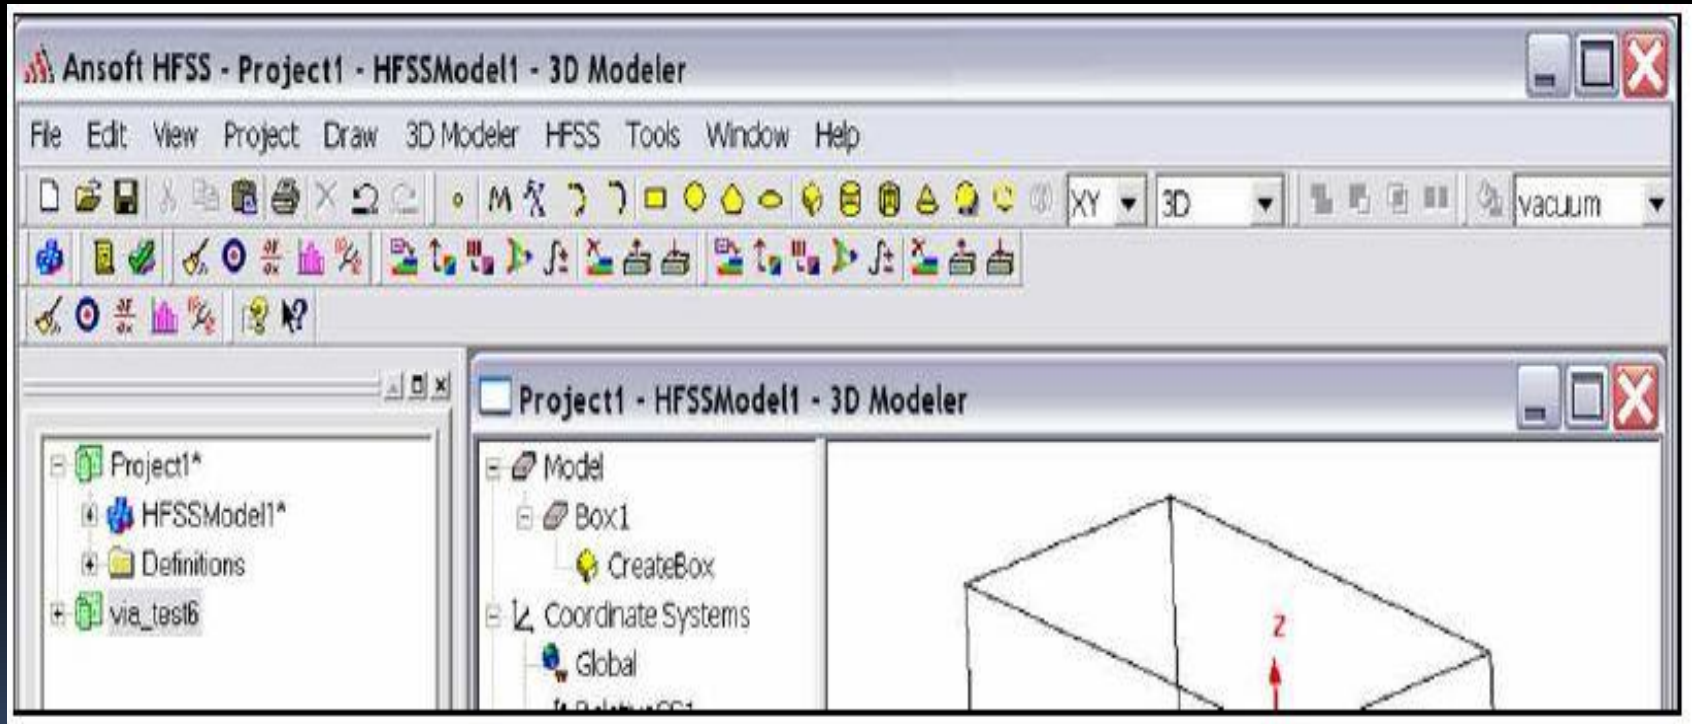 Ansoft HFSS - Project1 - HFSSModel1 - 3D Modeler
File Edit View Project Draw 3D Modeler HFSS Tools Window Help
XY 3D vacuum
Project1 - HFSSModel1 - 3D Modeler
Project1*
HFSSModel1*
Definitions
via_test6
Model
Box1
CreateBox
Coordinate Systems
Global
Z